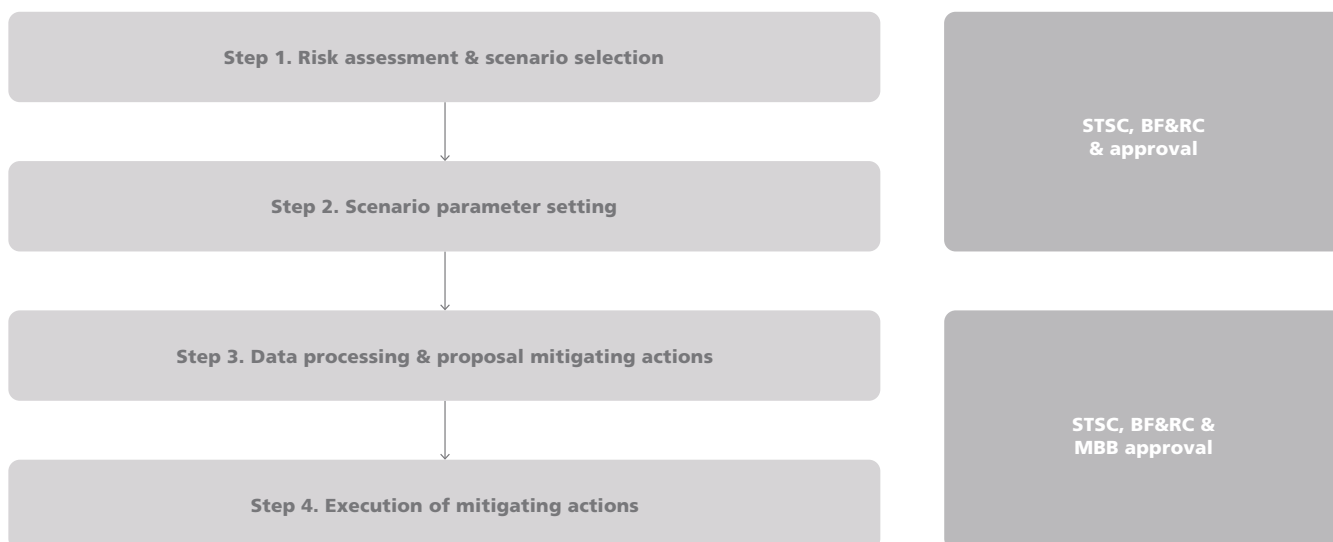 Step 1. Risk assessment & scenario selection
STSC, BF&RC
& approval
Step 2. Scenario parameter setting
Step 3. Data processing & proposal mitigating actions
STSC, BF&RC &
MBB approval
Step 4. Execution of mitigating actions